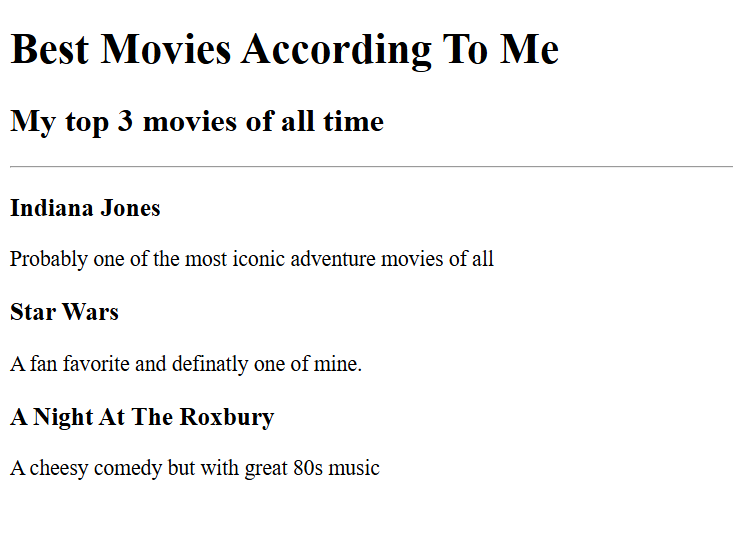 Best Movies According To Me
My top 3 movies of all time
Indiana Jones
Probably one of the most iconic adventure movies of all
Star Wars
A fan favorite and definatly one of mine.
A Night At The Roxbury
A cheesy comedy but with great 80s music